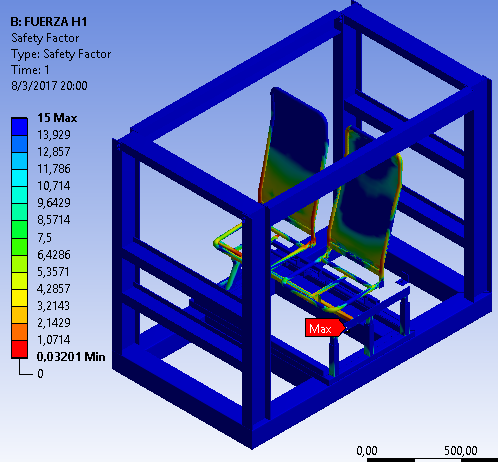 B: FUERZA H1
Safety Factor
Type: Safety Factor
Time: 1
8/3/2017 20:00
15 Max
13,929
12,857
11,786
10,714
9,6429
8,5714
7,5
6,4286
5,3571
4,2857
3,2143
2,1429
1,0714
0,03201 Min
0
Max
0,00
500,00